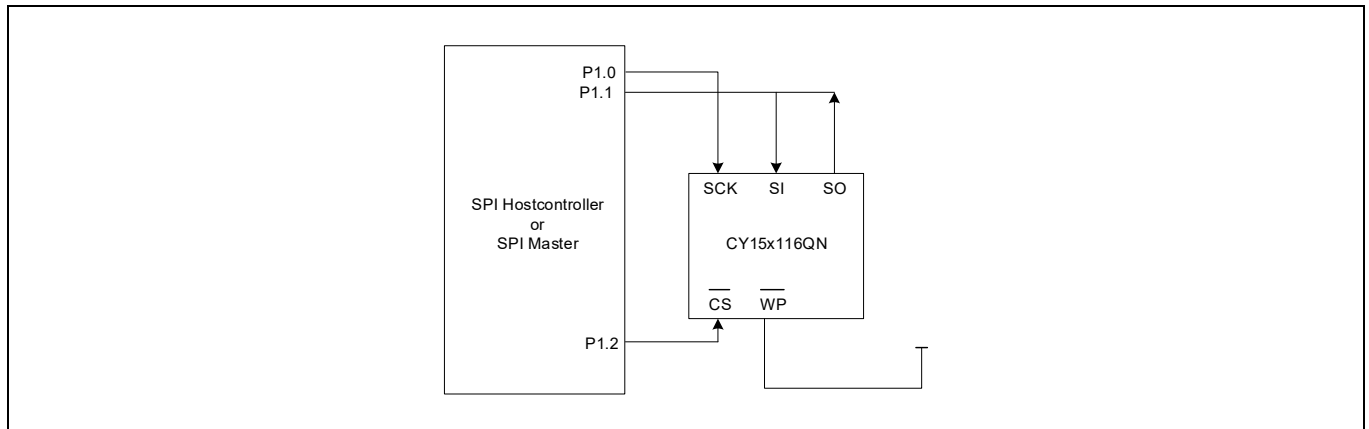 P1.0
P1.1
SCK SI SO
SPI Hostcontroller
or
SPI Master
CY15x116QN
CS WP
P1.2